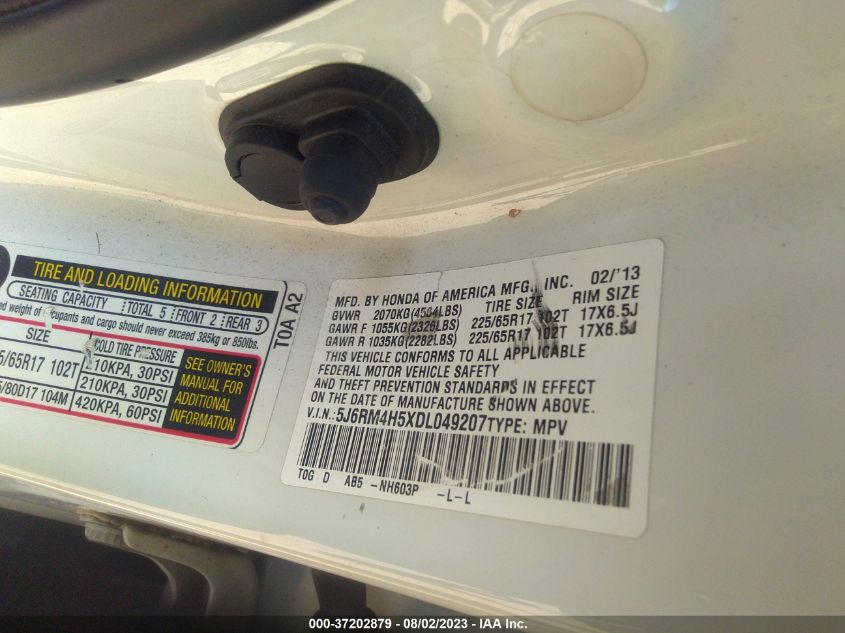 TIRE AND LOADING INFORMATION
SEATING CAPACITY TOTAL 5 FRONT 2 REAR 3
weight of occupants and cargo should never exceed 385kg or 850lbs.
SIZE COLD TIRE PRESSURE
5/65R17 102T 210KPA, 30PSI
210KPA, 30PSI
5/80D17 104M 420KPA, 60PSI
SEE OWNER'S
MANUAL FOR
ADDITIONAL
INFORMATION
T0A A2
MFD. BY HONDA OF AMERICA MFG., INC. 02/'13
GVWR 2070KG(4564LBS) TIRE SIZE RIM SIZE
GAWR F 1055KG(2326LBS) 225/65R17 102T 17X6.5J
GAWR R 1035KG(2282LBS) 225/65R17 102T 17X6.5J
THIS VEHICLE CONFORMS TO ALL APPLICABLE
FEDERAL MOTOR VEHICLE SAFETY
AND THEFT PREVENTION STANDARDS IN EFFECT
ON THE DATE OF MANUFACTURE SHOWN ABOVE.
V.I.N.: 5J6RM4H5XDL049207 TYPE: MPV
T0G D AB5 -NH603P -L-L
000-37202879 - 08/02/2023 - IAA Inc.